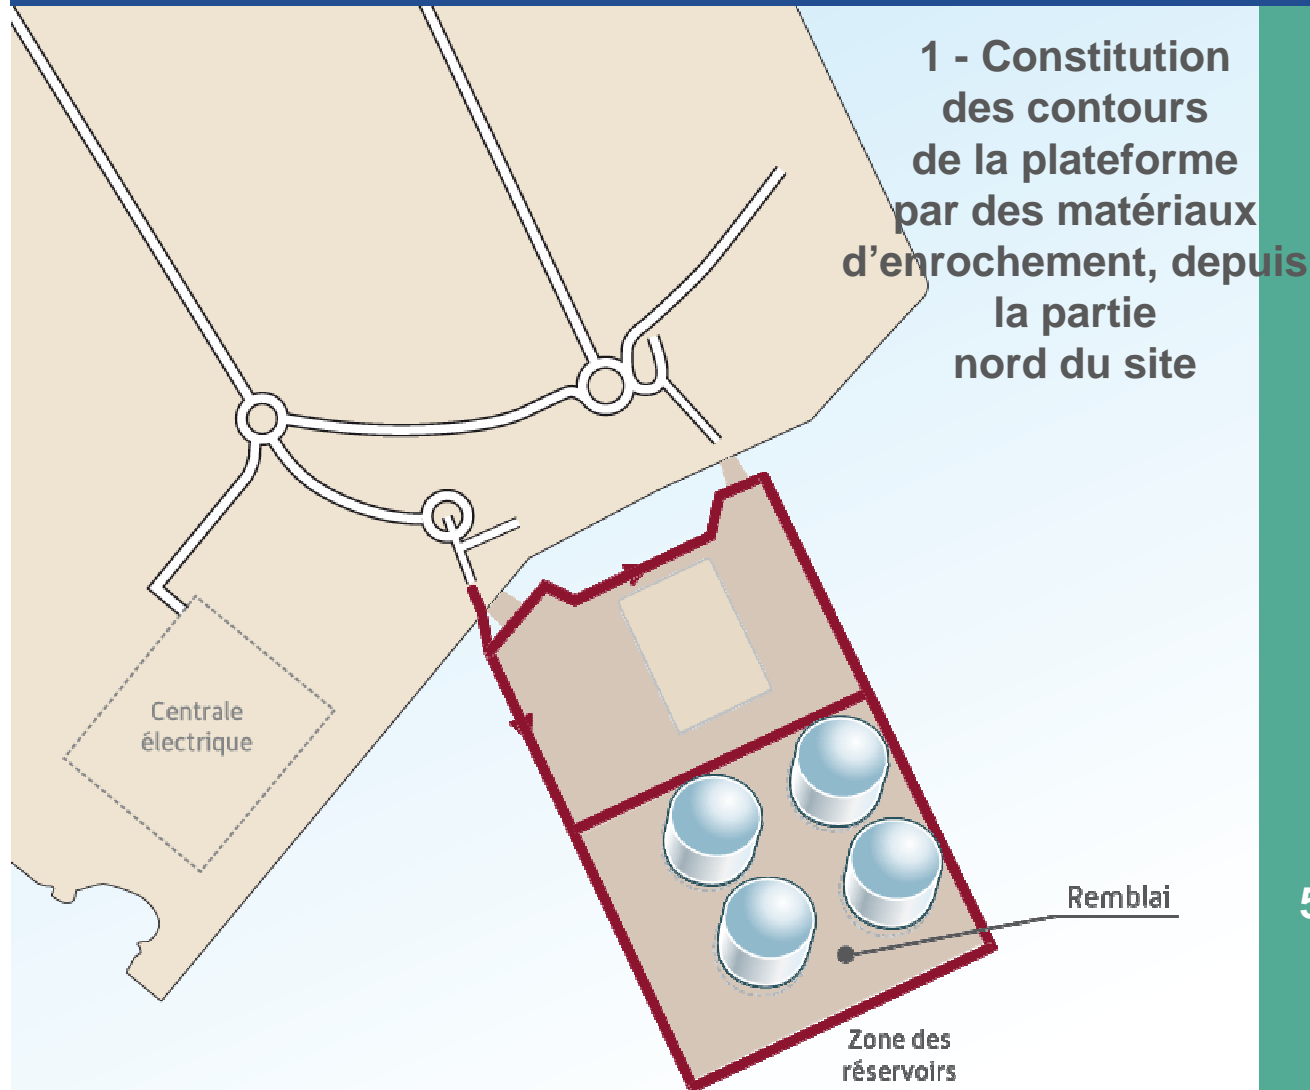 1 - Constitution
des contours
de la plateforme
par des matériaux
d'enrochement, depuis
la partie
nord du site
Centrale
électrique
Remblai
5
Zone des
réservoirs